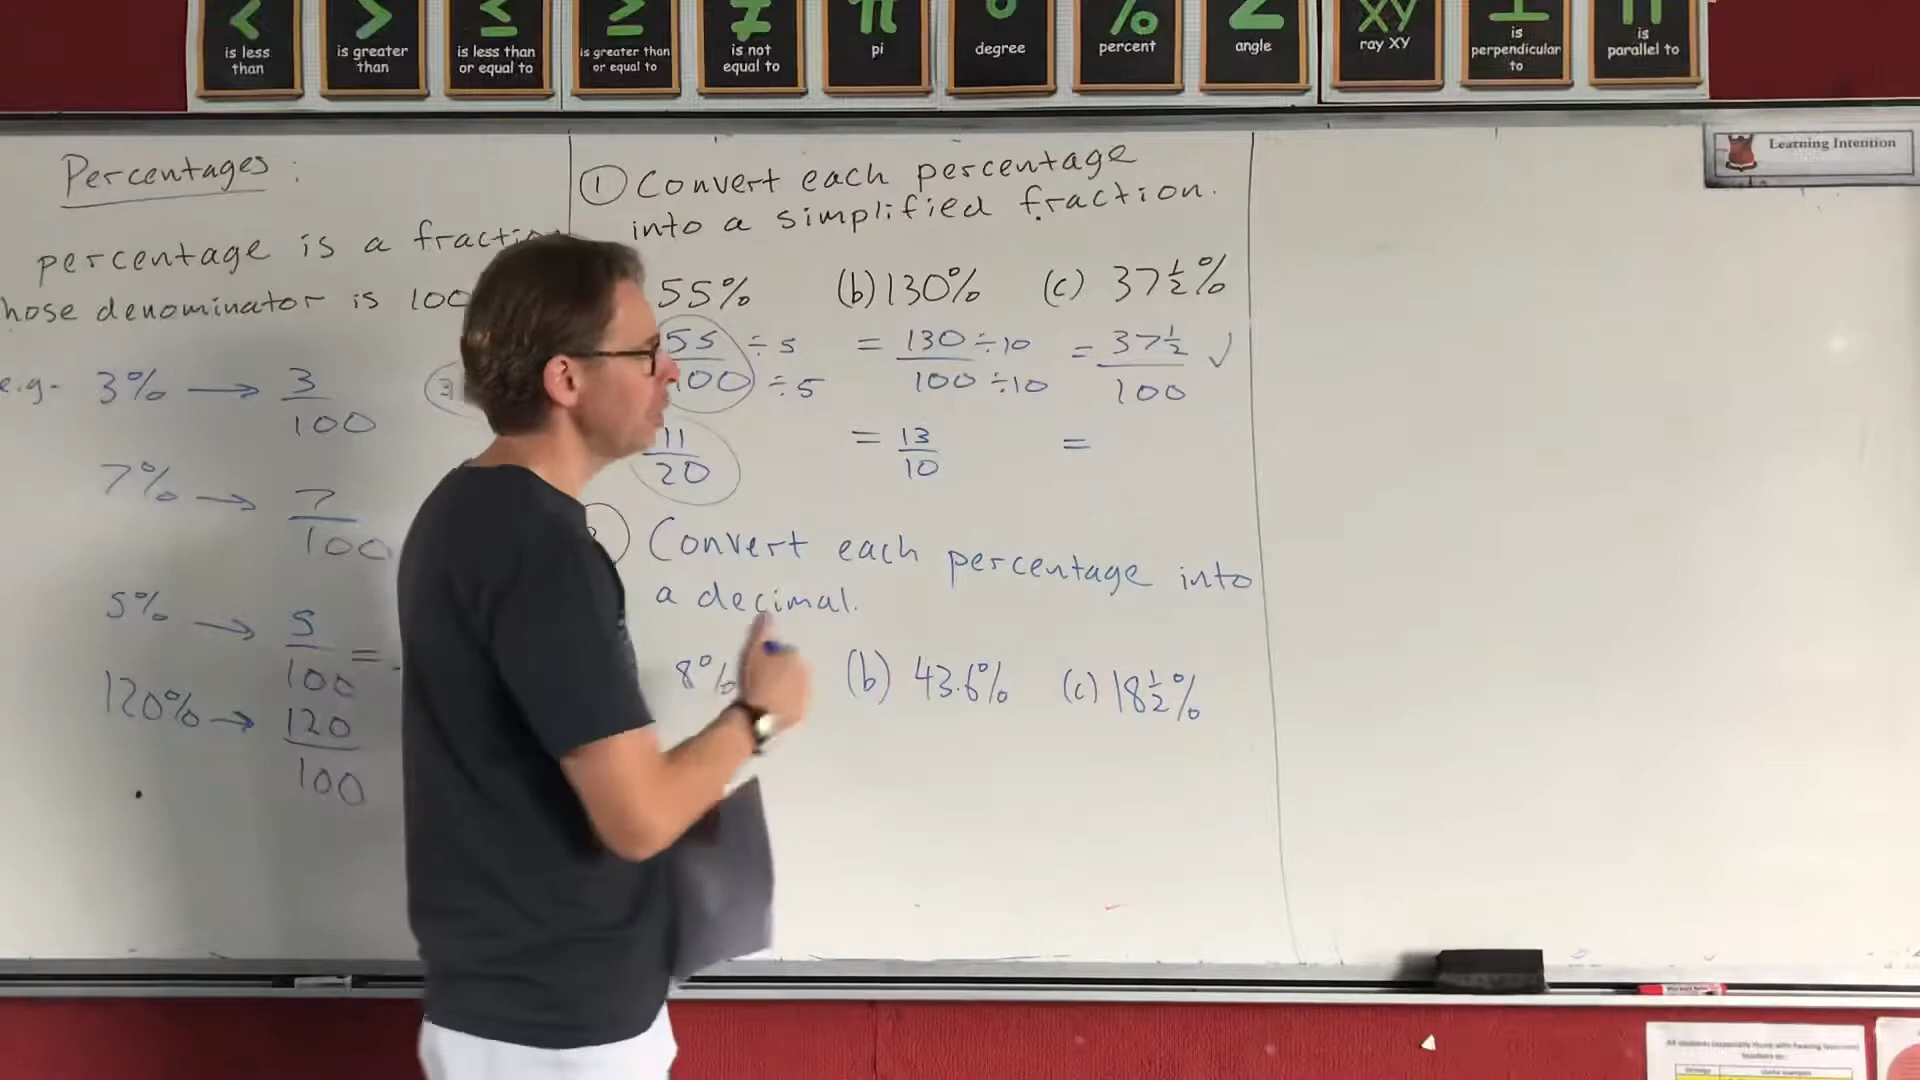 is less
than
is greater
than
is less than
or equal to
is greater than
or equal to
is not
equal to
pi
degree
percent
angle
XY
ray XY
is
perpendicular
to
is
parallel to
Learning Intention
Percentages :
percentage is a fraction
hose denominator is 100
e.g. 3% → 3/100
7% → 7/100
5% → 5/100 =
120% → 120/100
① Convert each percentage
into a simplified fraction.
55% (b) 130% (c) 37½%
55 ÷ 5 = 130 ÷10 = 37½ ✓
100 ÷ 5 100 ÷10 100
11/20 = 13/10 =
Convert each percentage into
a decimal.
8% (b) 43.6% (c) 18½%